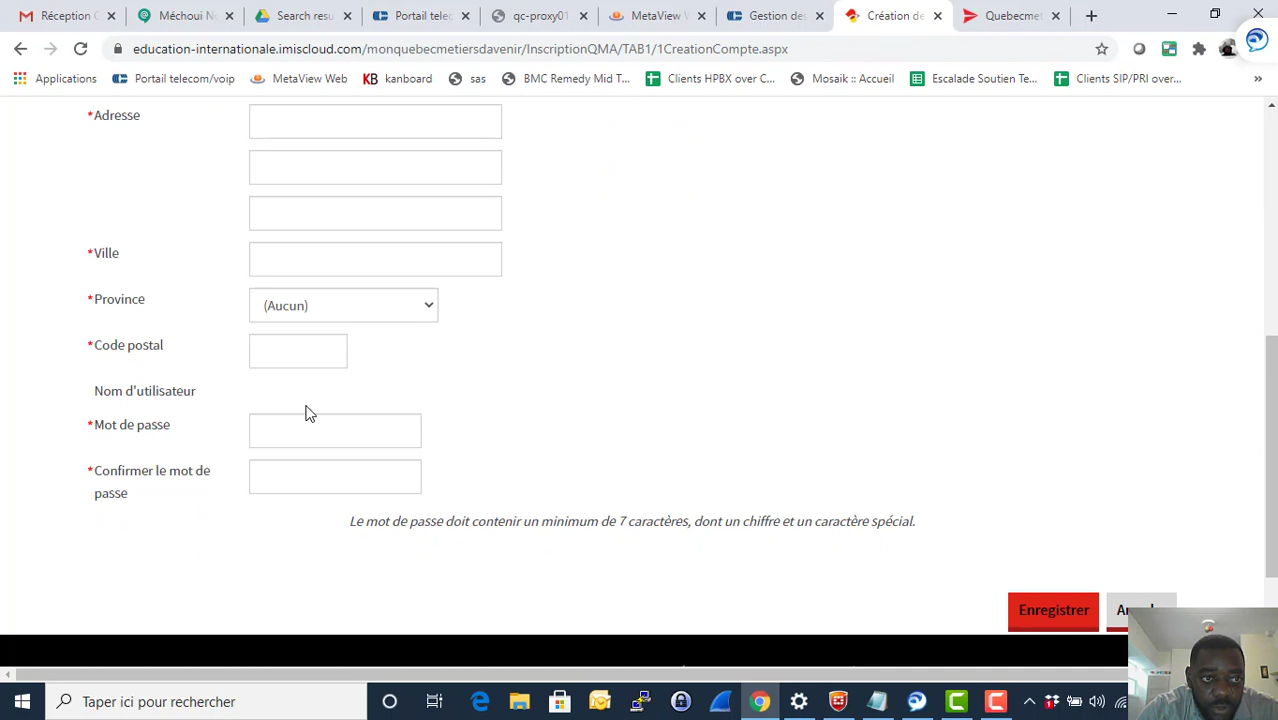 Réception (
Méchoui No
Search resu
Portail telec
qc-proxy01
MetaView W
Gestion des
Création de
Quebecmet
education-internationale.imiscloud.com/monquebecmetiersdavenir/InscriptionQMA/TAB1/1CreationCompte.aspx
Applications
Portail telecom/voip
MetaView Web
KB kanboard
sas
BMC Remedy Mid T...
Clients HPBX over C...
Mosaik :: Accueil
Escalade Soutien Te...
Clients SIP/PRI over...
*Adresse
*Ville
*Province
(Aucun)
*Code postal
Nom d'utilisateur
*Mot de passe
*Confirmer le mot de
passe
Le mot de passe doit contenir un minimum de 7 caractères, dont un chiffre et un caractère spécial.
Enregistrer
Taper ici pour rechercher